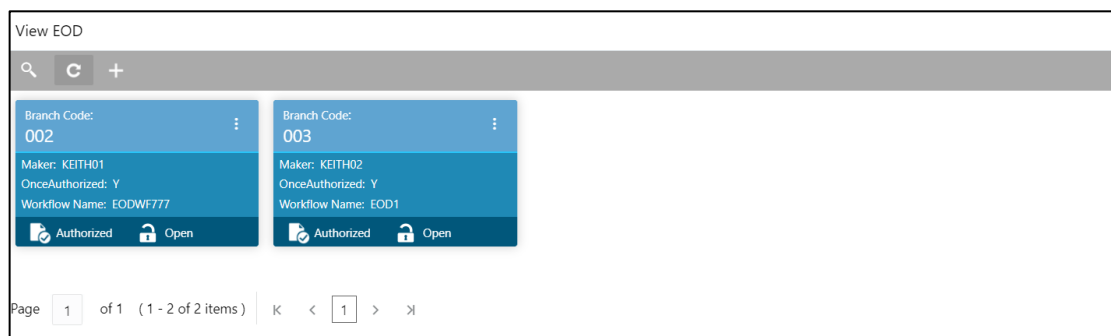 View EOD
Branch Code:
002
Maker: KEITH01
OnceAuthorized: Y
Workflow Name: EODWF777
Authorized Open
Branch Code:
003
Maker: KEITH02
OnceAuthorized: Y
Workflow Name: EOD1
Authorized Open
Page 1 of 1 ( 1 - 2 of 2 items ) 1